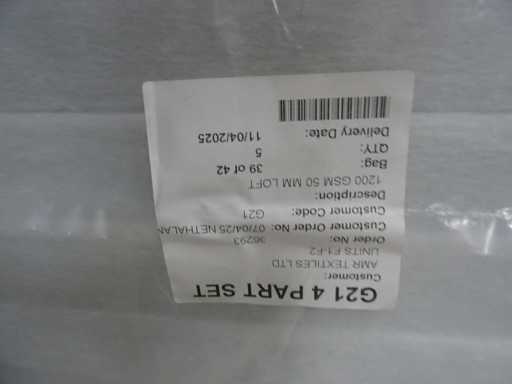 G21 4 PART SET
Customer:
AMR TEXTILES LTD
UNITS F1-F2
Order No: 36293
Customer Order No: 07/04/25 NETHALAN
Customer Code: G21
Description:
1200 GSM 50 MM LOFT
Bag: 39 of 42
QTY: 5
Delivery Date: 11/04/2025